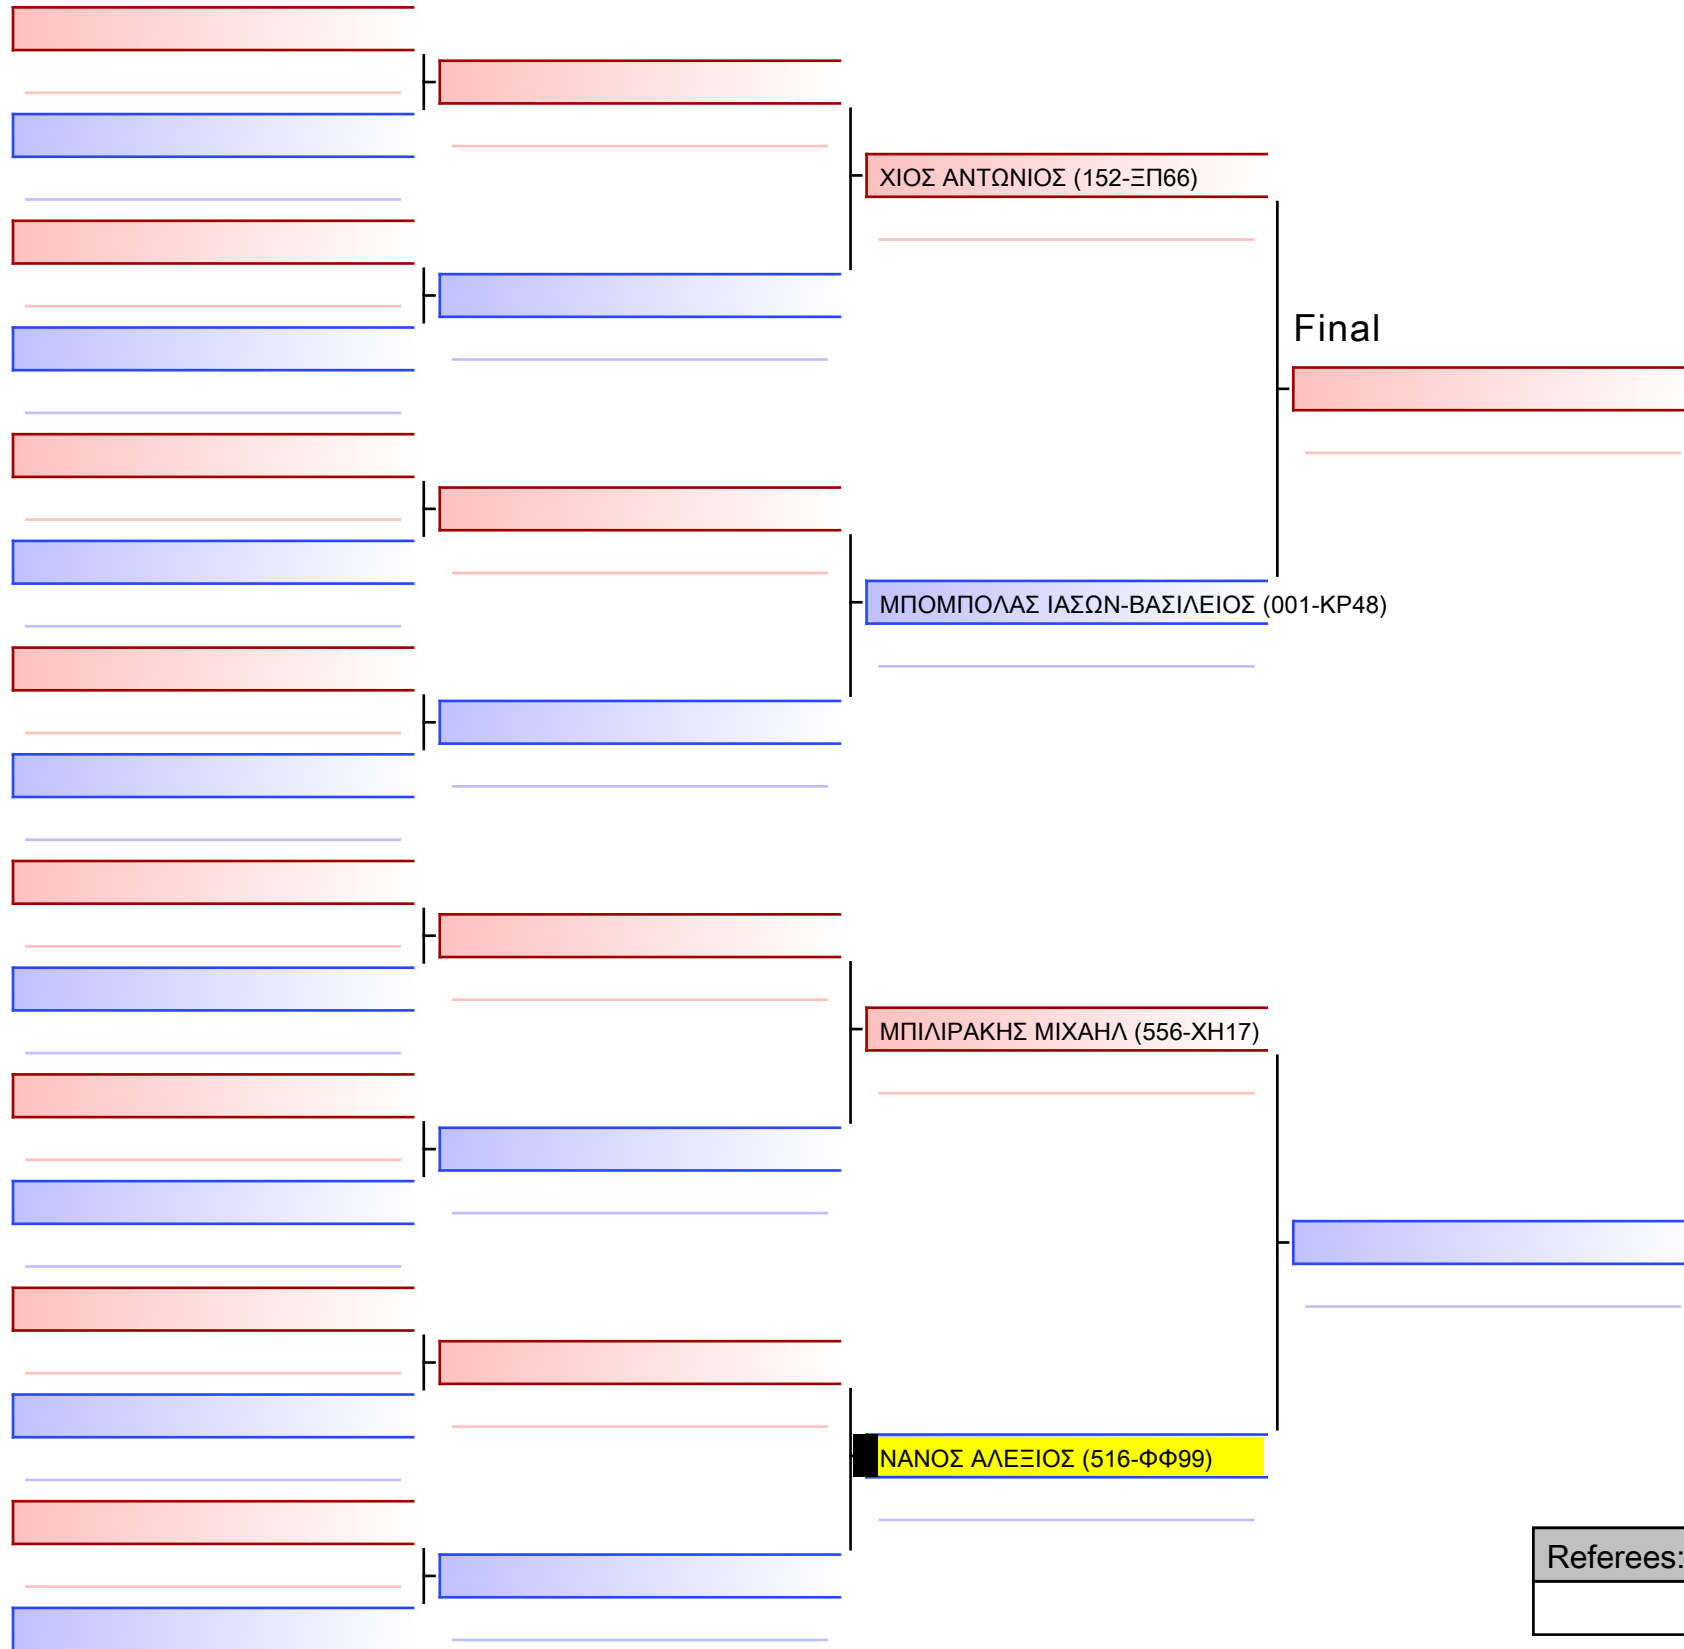 ΧΙΟΣ ΑΝΤΩΝΙΟΣ (152-ΞΠ66)
Final
ΜΠΟΜΠΟΛΑΣ ΙΑΣΩΝ-ΒΑΣΙΛΕΙΟΣ (001-ΚΡ48)
ΜΠΙΛΙΡΑΚΗΣ ΜΙΧΑΗΛ (556-ΧΗ17)
ΝΑΝΟΣ ΑΛΕΞΙΟΣ (516-ΦΦ99)
Referees: